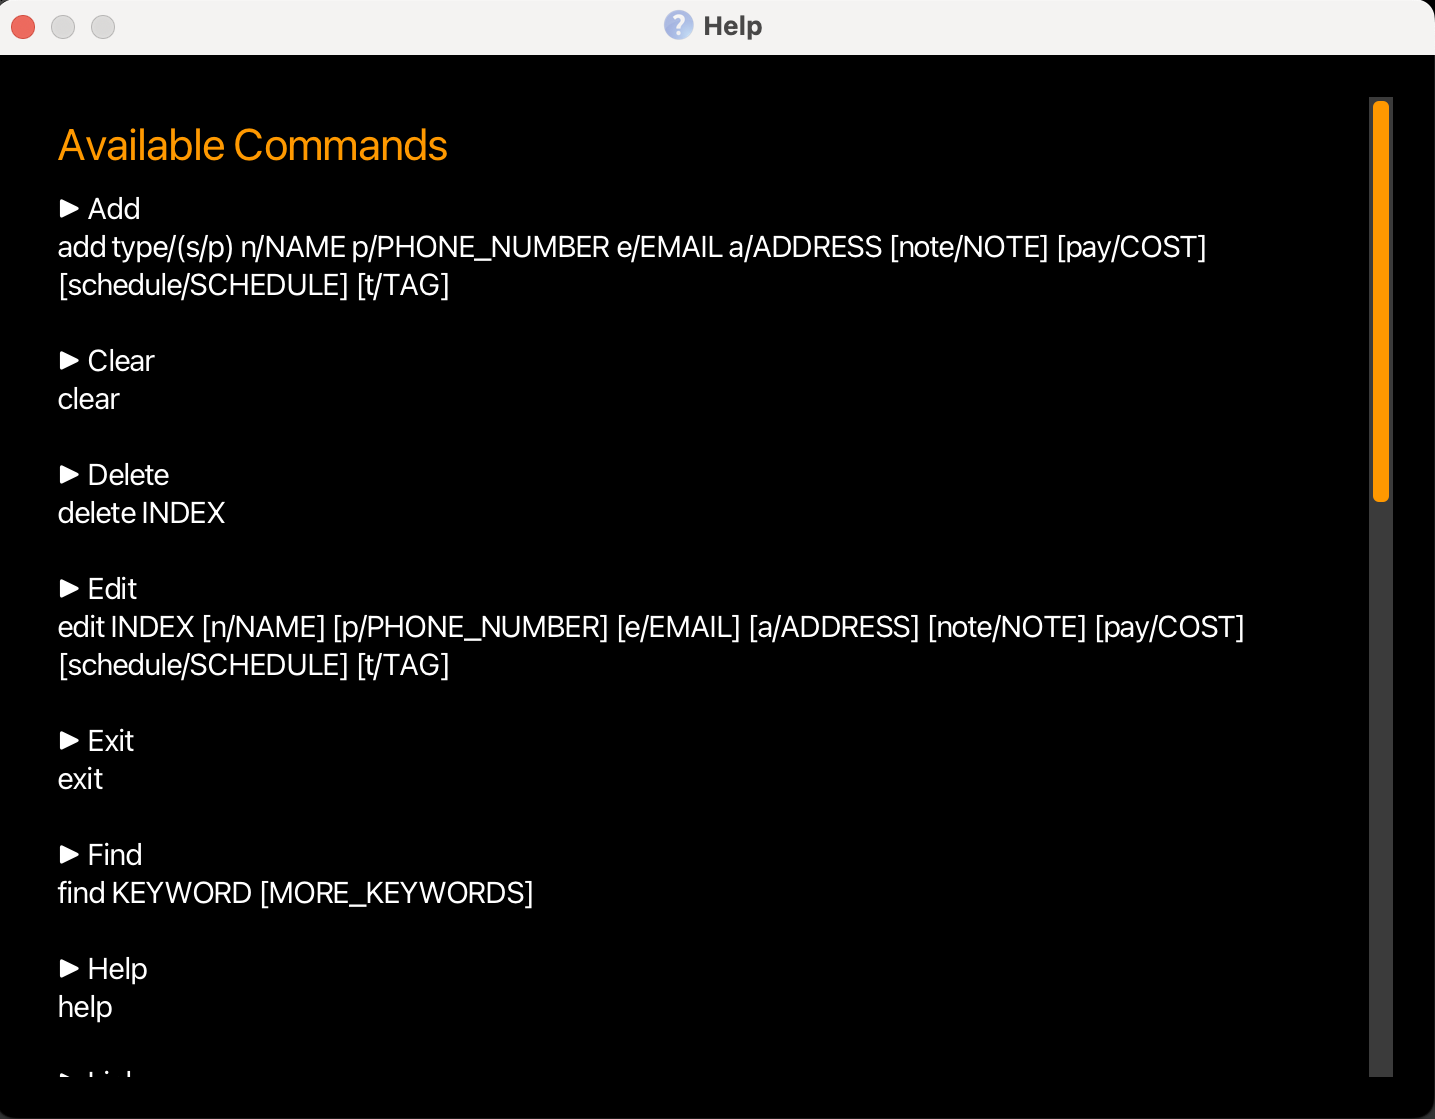 Help
Available Commands
► Add
add type/(s/p) n/NAME p/PHONE_NUMBER e/EMAIL a/ADDRESS [note/NOTE] [pay/COST]
[schedule/SCHEDULE] [t/TAG]
► Clear
clear
► Delete
delete INDEX
► Edit
edit INDEX [n/NAME] [p/PHONE_NUMBER] [e/EMAIL] [a/ADDRESS] [note/NOTE] [pay/COST]
[schedule/SCHEDULE] [t/TAG]
► Exit
exit
► Find
find KEYWORD [MORE_KEYWORDS]
► Help
help